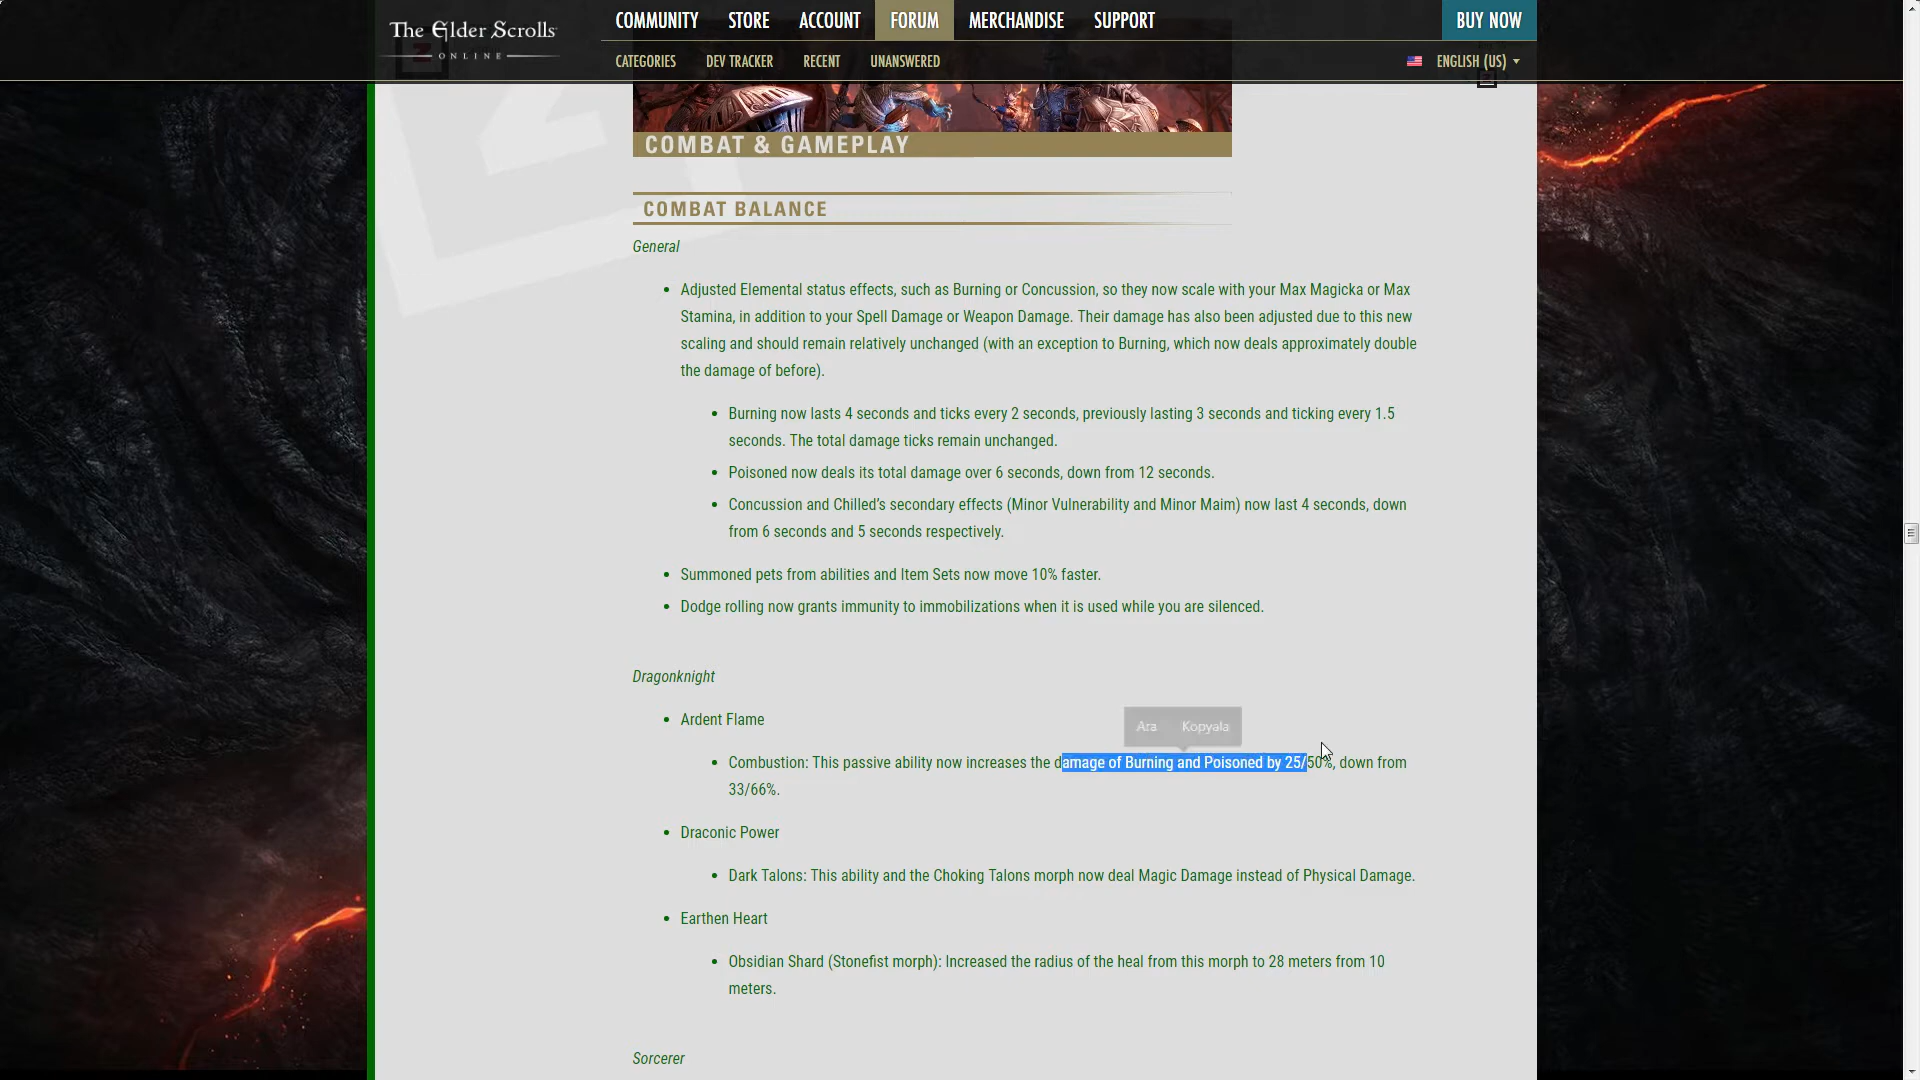 The Elder Scrolls
ONLINE
COMMUNITY STORE ACCOUNT FORUM MERCHANDISE SUPPORT BUY NOW
CATEGORIES DEV TRACKER RECENT UNANSWERED ENGLISH (US)
COMBAT & GAMEPLAY
COMBAT BALANCE
General
Adjusted Elemental status effects, such as Burning or Concussion, so they now scale with your Max Magicka or Max
Stamina, in addition to your Spell Damage or Weapon Damage. Their damage has also been adjusted due to this new
scaling and should remain relatively unchanged (with an exception to Burning, which now deals approximately double
the damage of before).
Burning now lasts 4 seconds and ticks every 2 seconds, previously lasting 3 seconds and ticking every 1.5
seconds. The total damage ticks remain unchanged.
Poisoned now deals its total damage over 6 seconds, down from 12 seconds.
Concussion and Chilled's secondary effects (Minor Vulnerability and Minor Maim) now last 4 seconds, down
from 6 seconds and 5 seconds respectively.
Summoned pets from abilities and Item Sets now move 10% faster.
Dodge rolling now grants immunity to immobilizations when it is used while you are silenced.
Dragonknight
Ardent Flame
Ara Kopyala
Combustion: This passive ability now increases the damage of Burning and Poisoned by 25/50%, down from
33/66%.
Draconic Power
Dark Talons: This ability and the Choking Talons morph now deal Magic Damage instead of Physical Damage.
Earthen Heart
Obsidian Shard (Stonefist morph): Increased the radius of the heal from this morph to 28 meters from 10
meters.
Sorcerer